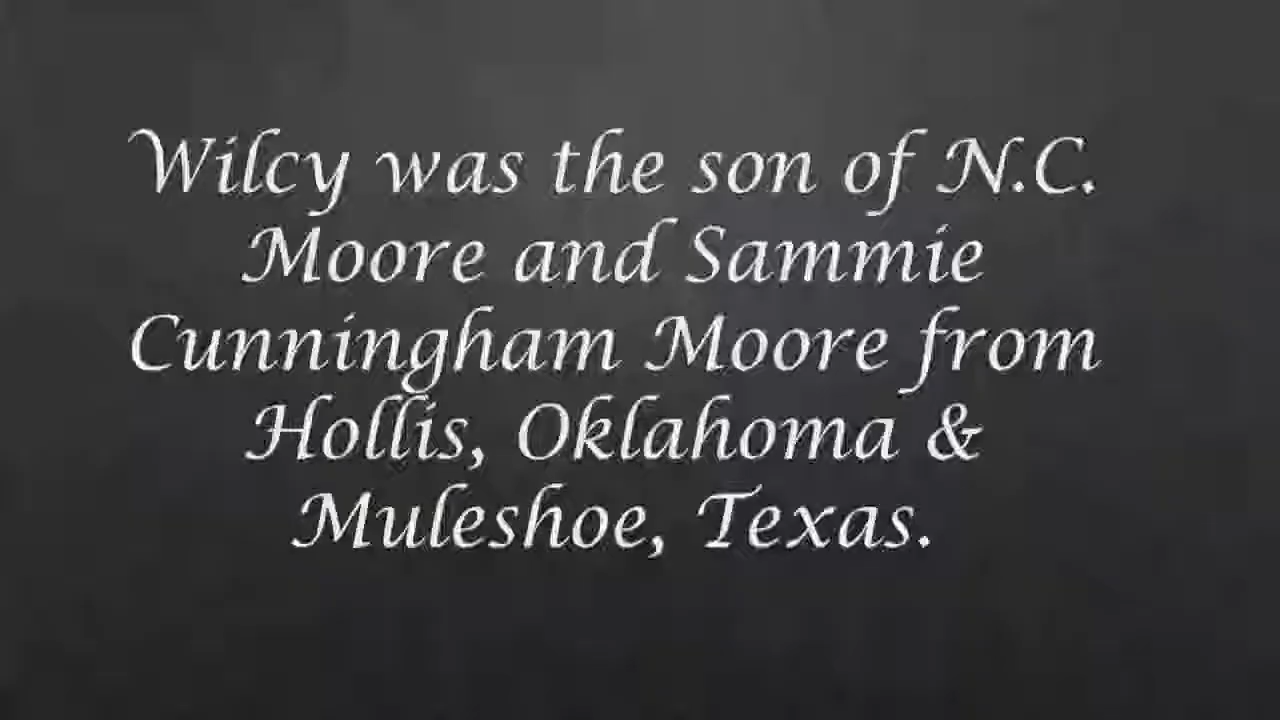 Wilcy was the son of N.C.
Moore and Sammie
Cunningham Moore from
Hollis, Oklahoma &
Muleshoe, Texas.